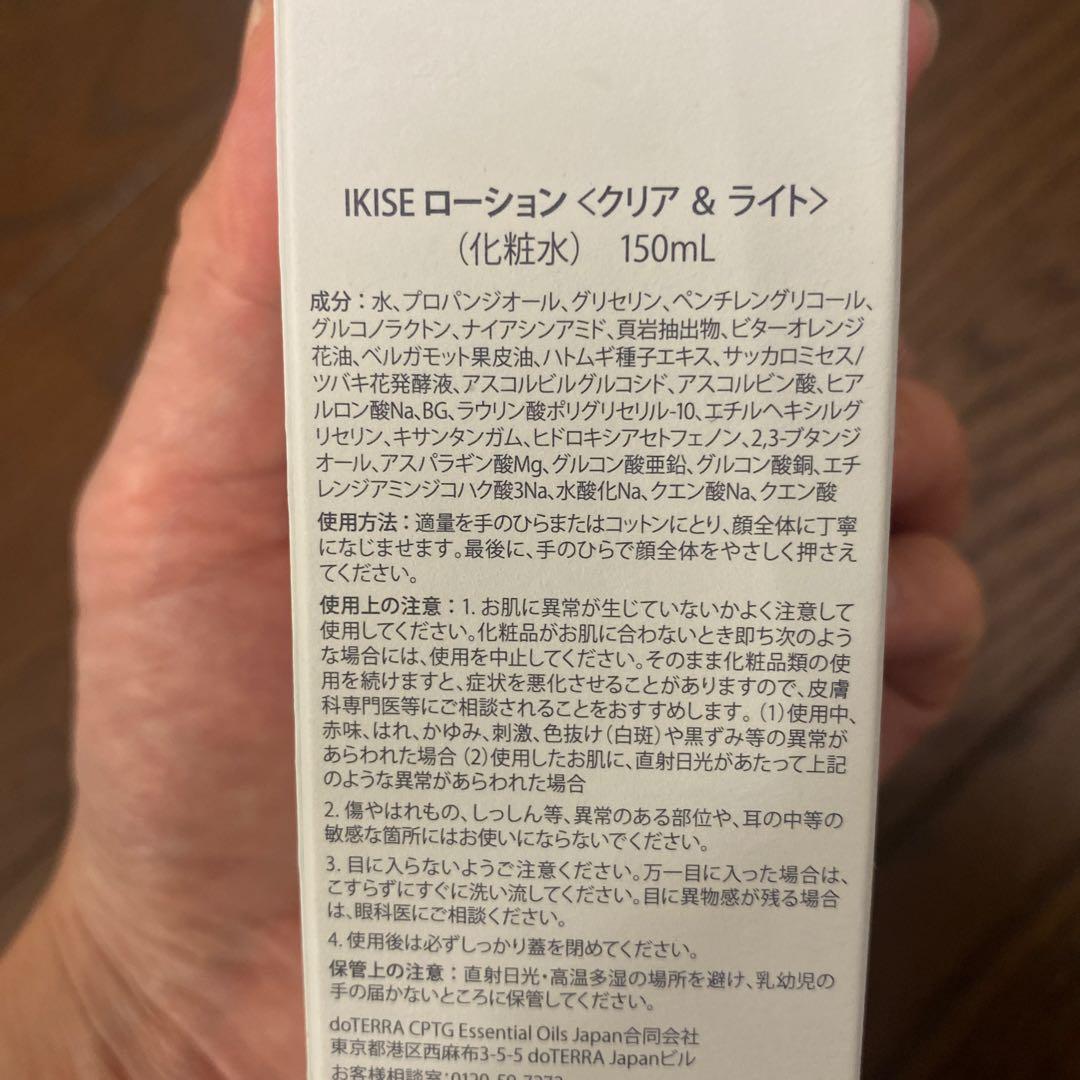 IKISE ローション <クリア & ライト>
（化粧水） 150mL
成分：水、プロパンジオール、グリセリン、ペンチレングリコール、
グルコノラクトン、ナイアシンアミド、頁岩抽出物、ビターオレンジ
花油、ベルガモット果皮油、ハトムギ種子エキス、サッカロミセス/
ツバキ花発酵液、アスコルビルグルコシド、アスコルビン酸、ヒア
ルロン酸Na、BG、ラウリン酸ポリグリセリル-10、エチルヘキシルグ
リセリン、キサンタンガム、ヒドロキシアセトフェノン、2,3-ブタンジ
オール、アスパラギン酸Mg、グルコン酸亜鉛、グルコン酸銅、エチ
レンジアミンジコハク酸3Na、水酸化Na、クエン酸Na、クエン酸
使用方法：適量を手のひらまたはコットンにとり、顔全体に丁寧
になじませます。最後に、手のひらで顔全体をやさしく押さえ
てください。
使用上の注意：1. お肌に異常が生じていないかよく注意して
使用してください。化粧品がお肌に合わないとき即ち次のよう
な場合には、使用を中止してください。そのまま化粧品類の使
用を続けますと、症状を悪化させることがありますので、皮膚
科専門医等にご相談されることをおすすめします。（1）使用中、
赤味、はれ、かゆみ、刺激、色抜け（白斑）や黒ずみ等の異常が
あらわれた場合（2）使用したお肌に、直射日光があたって上記
のような異常があらわれた場合
2. 傷やはれもの、しっしん等、異常のある部位や、耳の中等の
敏感な箇所にはお使いにならないでください。
3. 目に入らないようご注意ください。万一目に入った場合は、
こすらずにすぐに洗い流してください。目に異物感が残る場合
は、眼科医にご相談ください。
4. 使用後は必ずしっかり蓋を閉めてください。
保管上の注意：直射日光・高温多湿の場所を避け、乳幼児の
手の届かないところに保管してください。
doTERRA CPTG Essential Oils Japan合同会社
東京都港区西麻布3-5-5 doTERRA Japanビル
お客様相談室:0120-59-7373